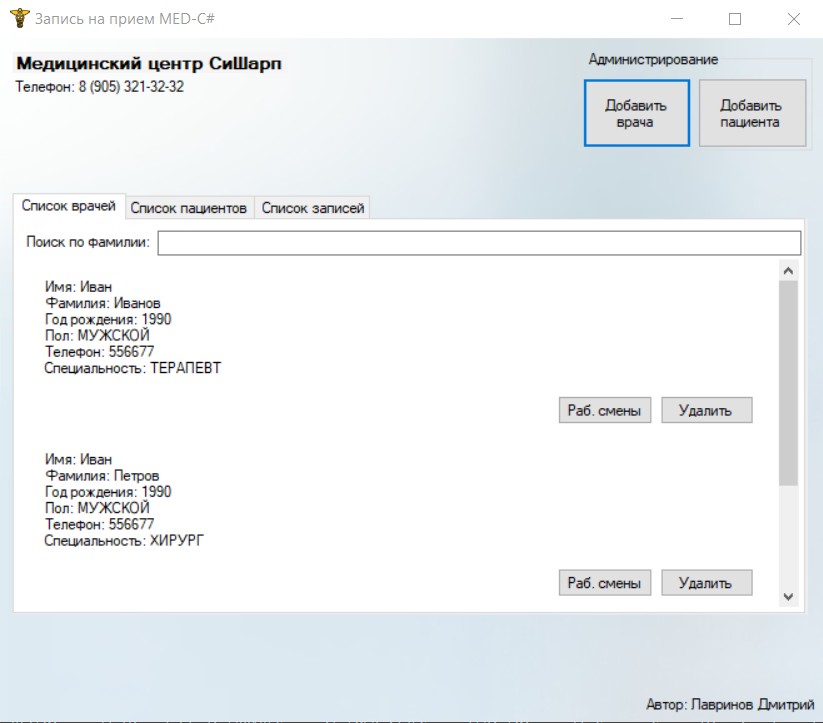 Запись на прием MED-C#
Медицинский центр СиШарп
Телефон: 8 (905) 321-32-32
Администрирование
Добавить
врача
Добавить
пациента
Список врачей
Список пациентов
Список записей
Поиск по фамилии:
Имя: Иван
Фамилия: Иванов
Год рождения: 1990
Пол: МУЖСКОЙ
Телефон: 556677
Специальность: ТЕРАПЕВТ
Раб. смены
Удалить
Имя: Иван
Фамилия: Петров
Год рождения: 1990
Пол: МУЖСКОЙ
Телефон: 556677
Специальность: ХИРУРГ
Раб. смены
Удалить
Автор: Лавринов Дмитрий